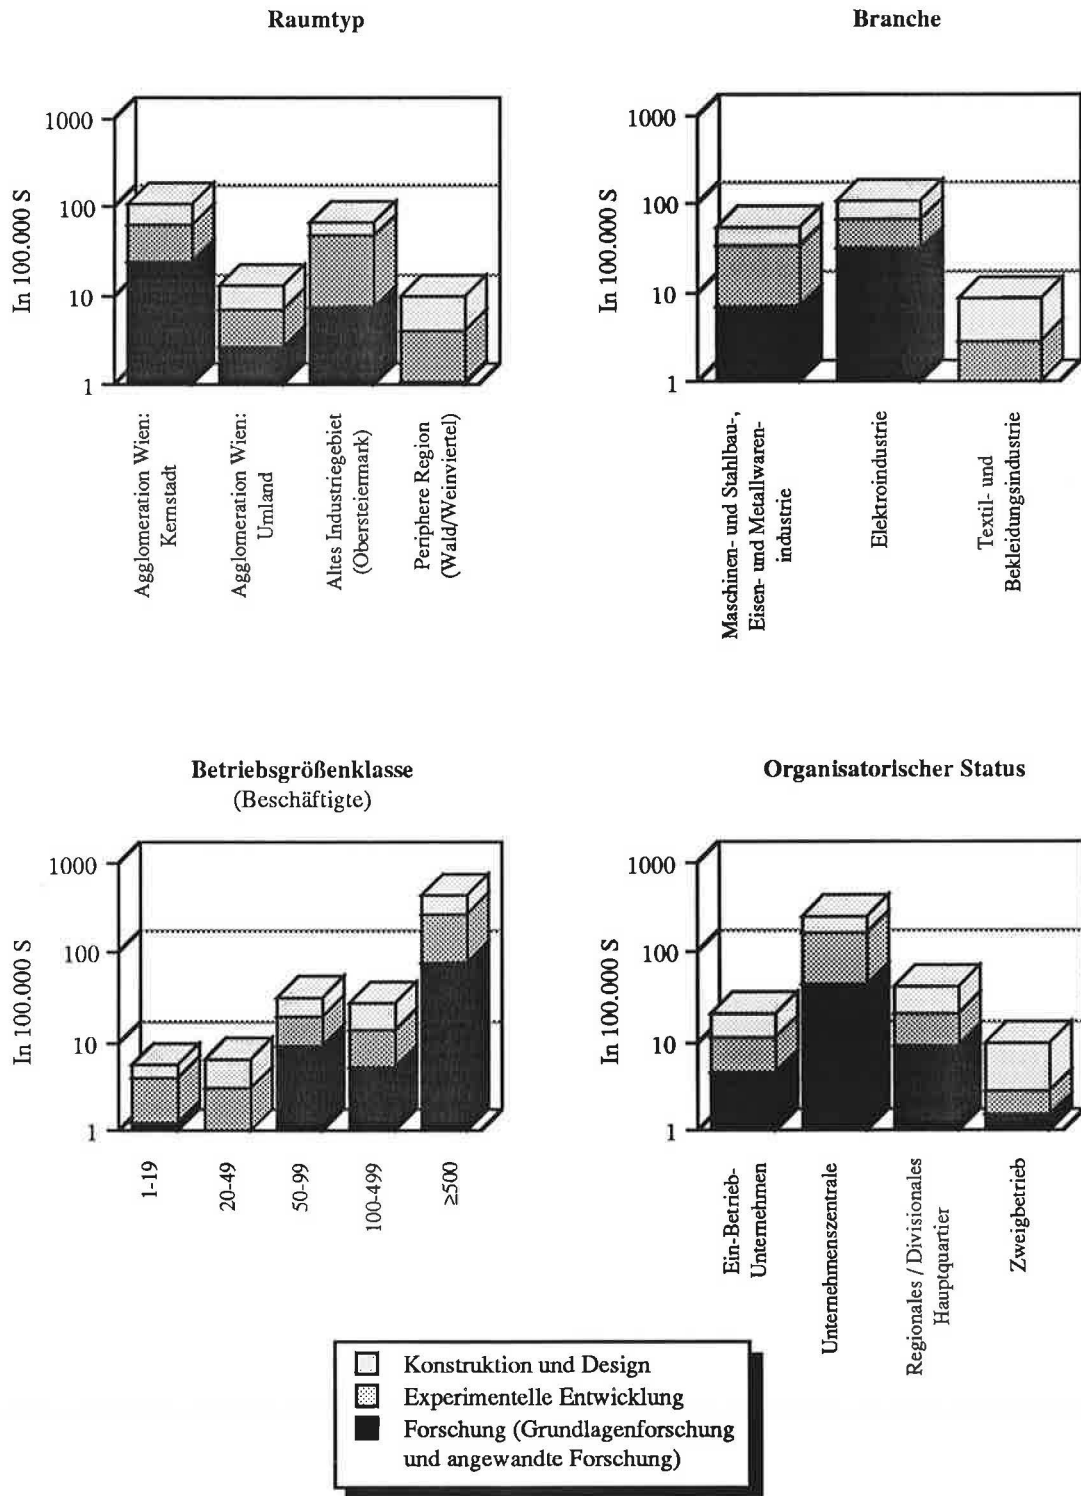 Raumtyp
In 100.000 S
1000
100
10
1
Agglomeration Wien:
Kernstadt
Agglomeration Wien:
Umland
Altes Industriegebiet
(Obersteiermark)
Periphere Region
(Wald/Weinviertel)
Branche
In 100.000 S
1000
100
10
1
Maschinen- und Stahlbau-,
Eisen- und Metallwaren-
industrie
Elektroindustrie
Textil- und
Bekleidungsindustrie
Betriebsgrößenklasse
(Beschäftigte)
In 100.000 S
1000
100
10
1
1-19
20-49
50-99
100-499
≥500
Organisatorischer Status
In 100.000 S
1000
100
10
1
Ein-Betrieb-
Unternehmen
Unternehmenszentrale
Regionales / Divisionales
Hauptquartier
Zweigbetrieb
Konstruktion und Design
Experimentelle Entwicklung
Forschung (Grundlagenforschung
und angewandte Forschung)